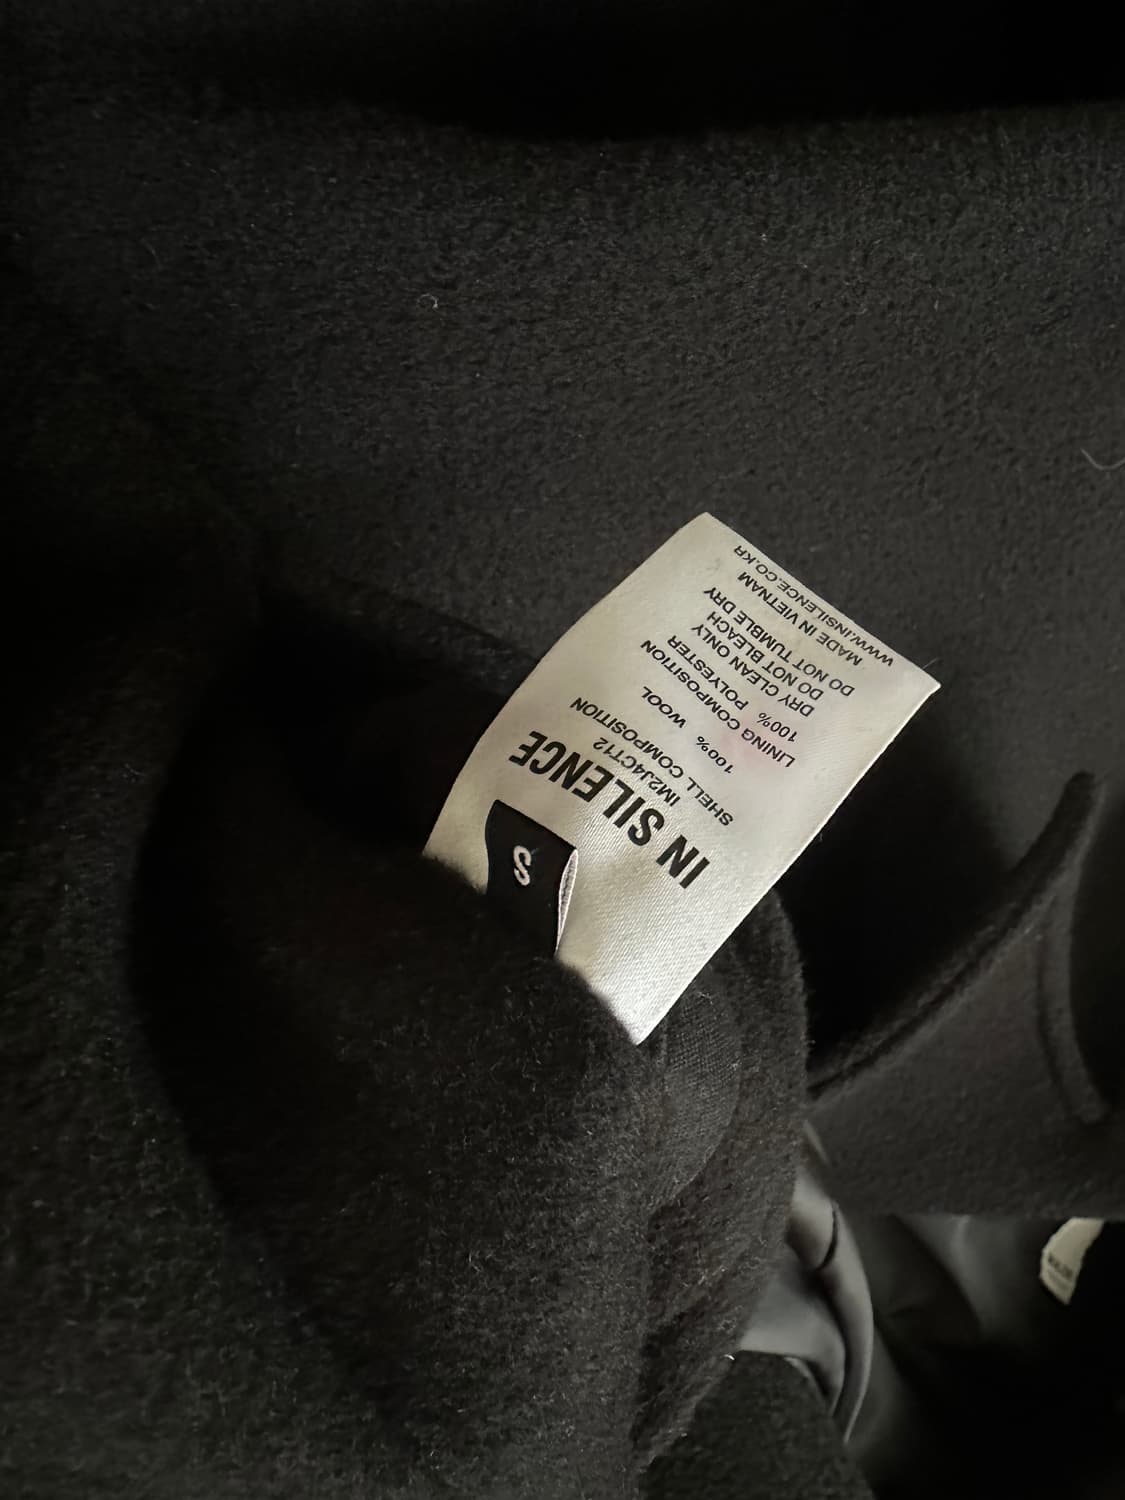 S
IN SILENCE
IM2J4CT12
SHELL COMPOSITION
100% WOOL
LINING COMPOSITION
100% POLYESTER
DRY CLEAN ONLY
DO NOT BLEACH
DO NOT TUMBLE DRY
MADE IN VIETNAM
WWW.INSILENCE.CO.KR